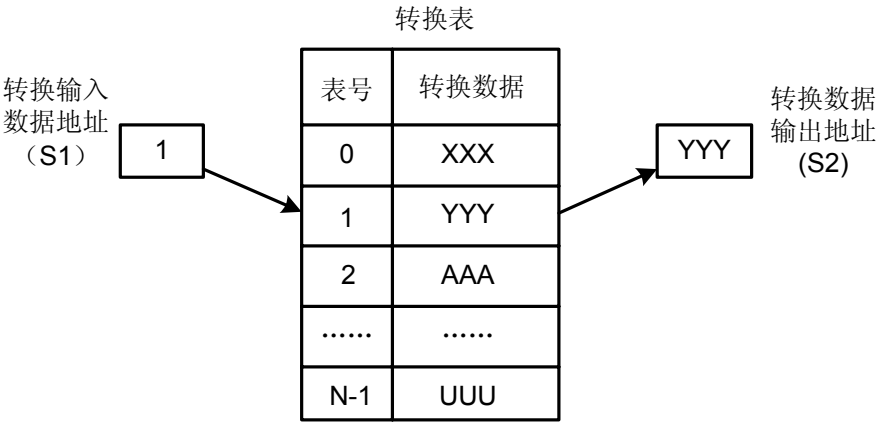 转换表
转换输入
数据地址
（S1）
1
表号 转换数据
0 XXX
1 YYY
2 AAA
…… ……
N-1 UUU
YYY
转换数据
输出地址
(S2)